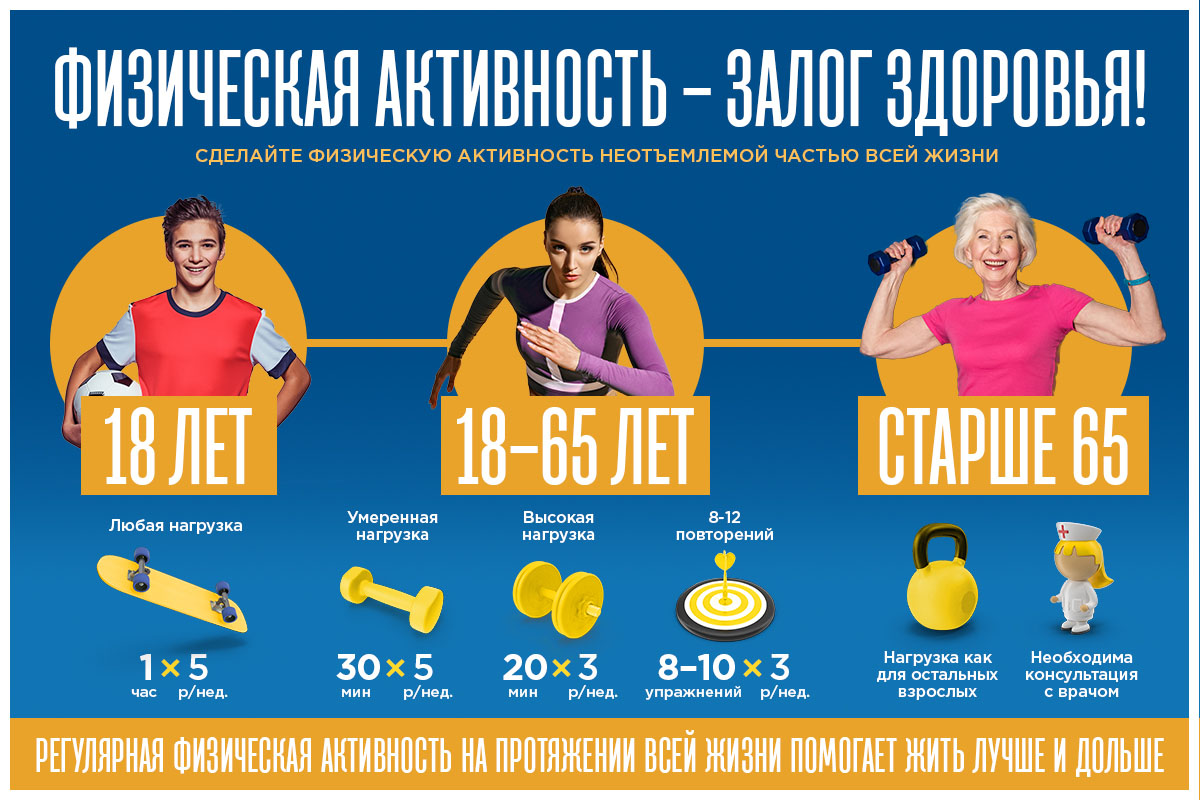 ФИЗИЧЕСКАЯ АКТИВНОСТЬ – ЗАЛОГ ЗДОРОВЬЯ!
СДЕЛАЙТЕ ФИЗИЧЕСКУЮ АКТИВНОСТЬ НЕОТЪЕМЛЕМОЙ ЧАСТЬЮ ВСЕЙ ЖИЗНИ
18 ЛЕТ
Любая нагрузка
1 × 5
час р/нед.
18–65 ЛЕТ
Умеренная
нагрузка
30 × 5
мин р/нед.
Высокая
нагрузка
20 × 3
мин р/нед.
8-12
повторений
8–10 × 3
упражнений р/нед.
СТАРШЕ 65
Нагрузка как
для остальных
взрослых
Необходима
консультация
с врачом
РЕГУЛЯРНАЯ ФИЗИЧЕСКАЯ АКТИВНОСТЬ НА ПРОТЯЖЕНИИ ВСЕЙ ЖИЗНИ ПОМОГАЕТ ЖИТЬ ЛУЧШЕ И ДОЛЬШЕ